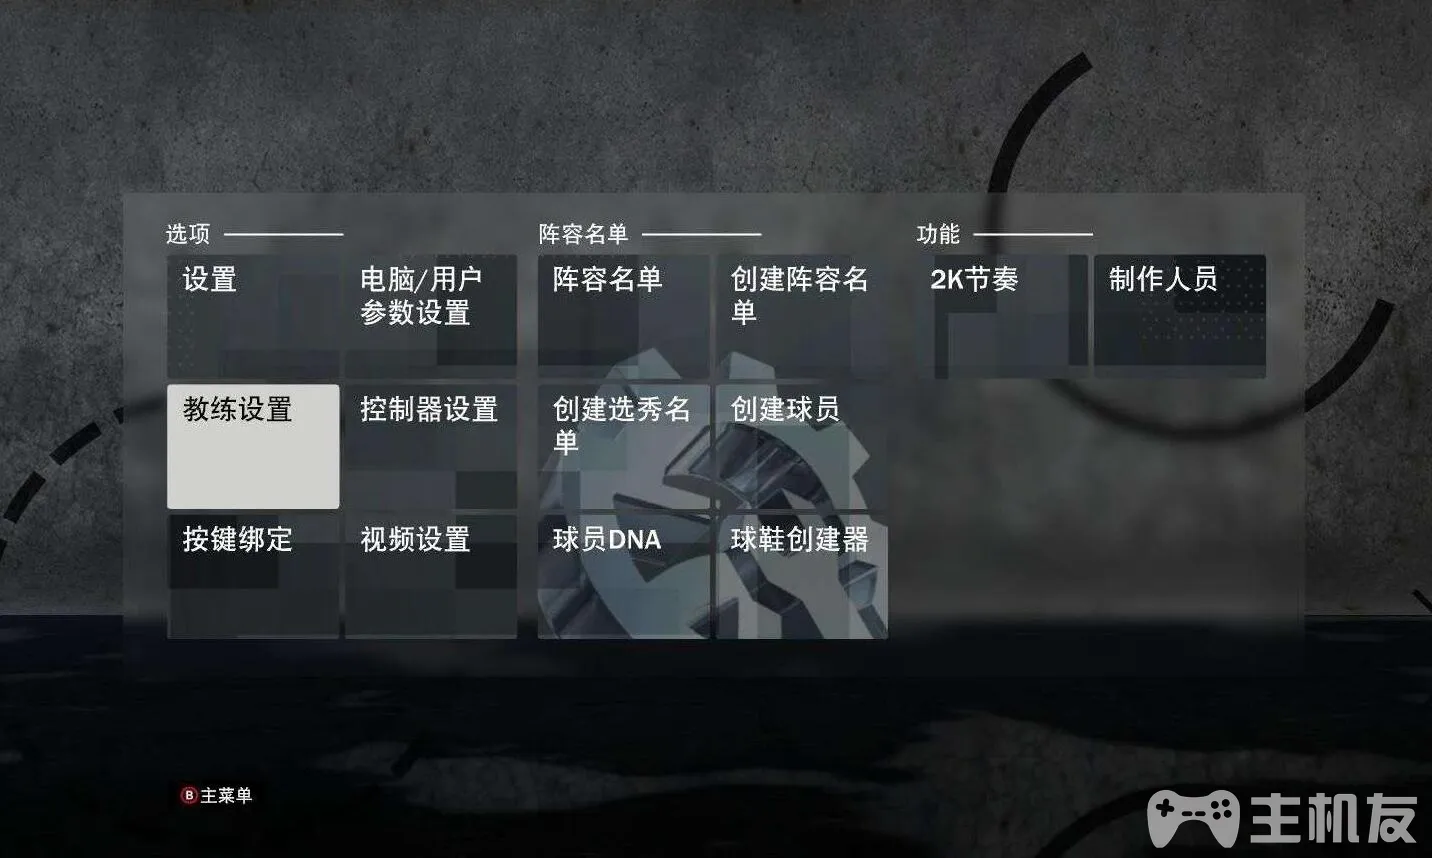 选项
阵容名单
功能
设置
电脑/用户
参数设置
阵容名单
创建阵容名
单
2K节奏
制作人员
教练设置
控制器设置
创建选秀名
单
创建球员
按键绑定
视频设置
球员DNA
球鞋创建器
B主菜单
主机友